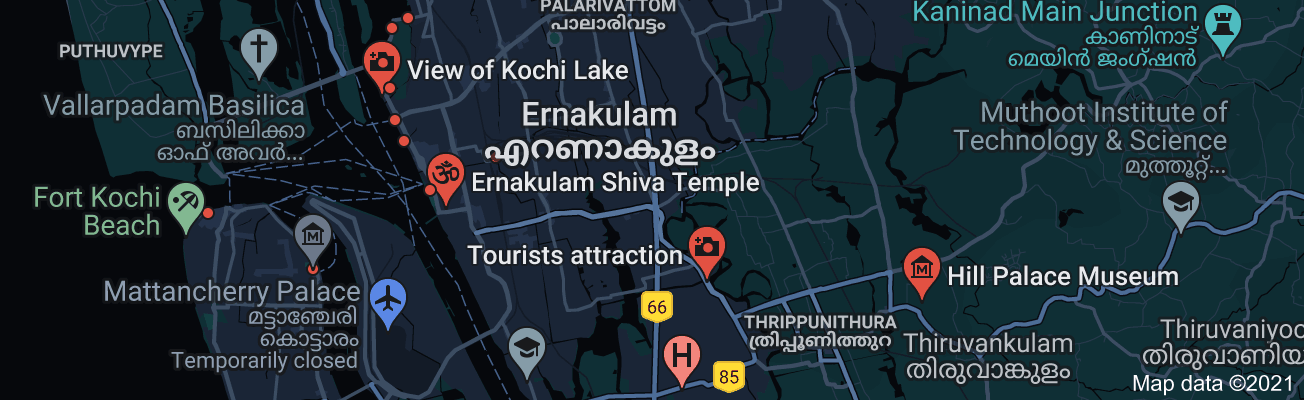 PALARIVATTOM
പാലാരിവട്ടം
Kaninad Main Junction
കാണിനാട്
മെയിൻ ജംഗ്ഷൻ
PUTHUVYPE
View of Kochi Lake
Vallarpadam Basilica
ബസിലിക്കാ
ഓഫ് അവർ...
Ernakulam
എറണാകുളം
Muthoot Institute of
Technology & Science
മുത്തൂറ്റ്...
Ernakulam Shiva Temple
Fort Kochi
Beach
Tourists attraction
Hill Palace Museum
Mattancherry Palace
മട്ടാഞ്ചേരി
കൊട്ടാരം
Temporarily closed
66
THRIPPUNITHURA
തൃപ്പൂണിത്തുറ
Thiruvankulam
തിരുവാങ്കുളം
Thiruvaniyoo
തിരുവാണിയ
H
85
Map data ©2021